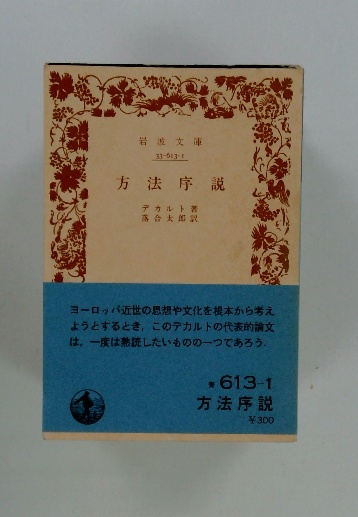 岩波文庫
33-613-1
方法序説
デカルト著
落合太郎訳
ヨーロッパ近世の思想や文化を根本から考え
ようとするとき，このデカルトの代表的論文
は，一度は熟読したいものの一つであろう．
青 613-1
方法序説
￥300